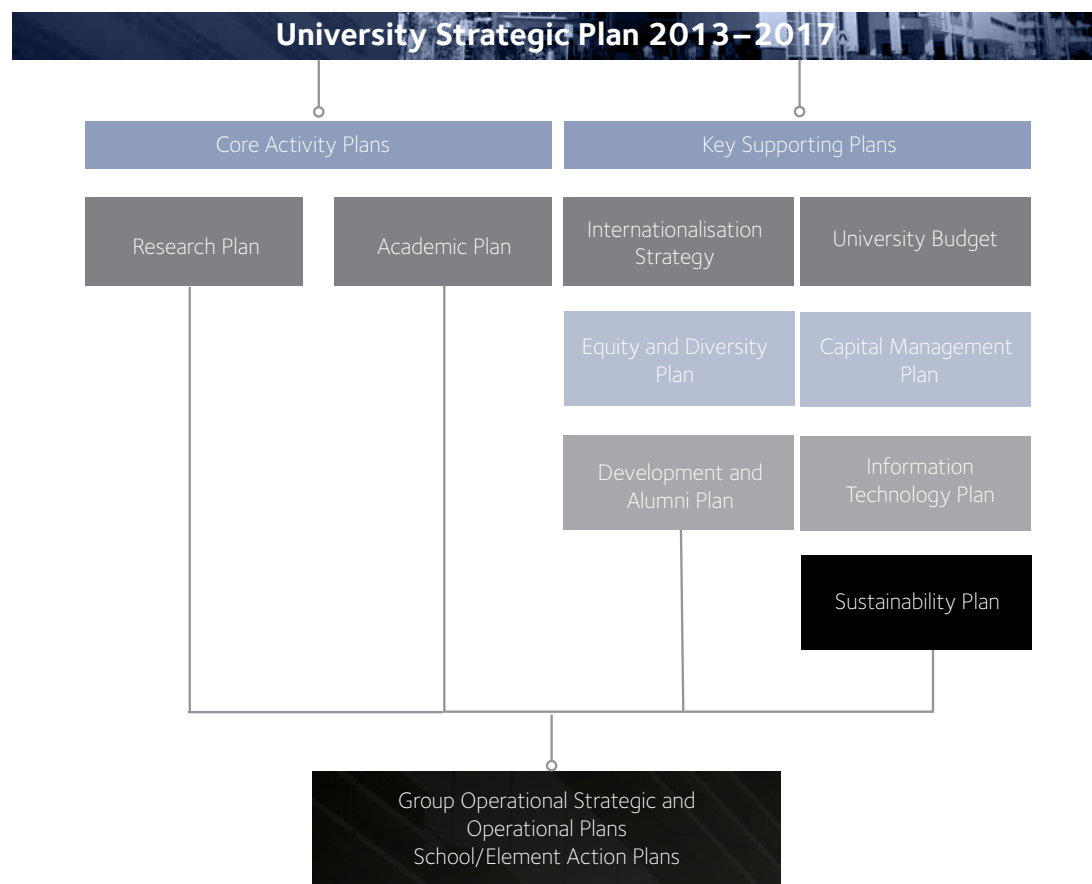 University Strategic Plan 2013–2017
Core Activity Plans
Key Supporting Plans
Research Plan
Academic Plan
Internationalisation
Strategy
University Budget
Equity and Diversity
Plan
Capital Management
Plan
Development and
Alumni Plan
Information
Technology Plan
Sustainability Plan
Group Operational Strategic and
Operational Plans
School/Element Action Plans